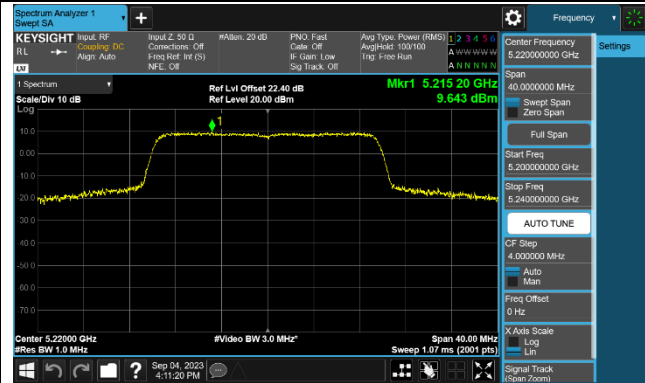 Spectrum Analyzer 1
Swept SA
+
Frequency
KEYSIGHT
RL
LXI
Input: RF
Coupling: DC
Align: Auto
Input Z: 50 Ω
Corrections: Off
Freq Ref: Int (S)
NFE: Off
#Atten: 20 dB
PNO: Fast
Gate: Off
IF Gain: Low
Sig Track: Off
Avg Type: Power (RMS)
Avg|Hold: 100/100
Trig: Free Run
1 2 3 4 5 6
A W W W W W
A N N N N N
1 Spectrum
Scale/Div 10 dB
Log
Ref Lvl Offset 22.40 dB
Ref Level 20.00 dBm
Mkr1 5.215 20 GHz
9.643 dBm
1
10.0
0.00
-10.0
-20.0
-30.0
-40.0
-50.0
-60.0
-70.0
Center 5.22000 GHz
#Res BW 1.0 MHz
#Video BW 3.0 MHz*
Span 40.00 MHz
Sweep 1.07 ms (2001 pts)
Center Frequency
5.220000000 GHz
Settings
Span
40.0000000 MHz
Swept Span
Zero Span
Full Span
Start Freq
5.200000000 GHz
Stop Freq
5.240000000 GHz
AUTO TUNE
CF Step
4.000000 MHz
Auto
Man
Freq Offset
0 Hz
X Axis Scale
Log
Lin
Signal Track
(Span Zoom)
?
Sep 04, 2023
4:11:20 PM